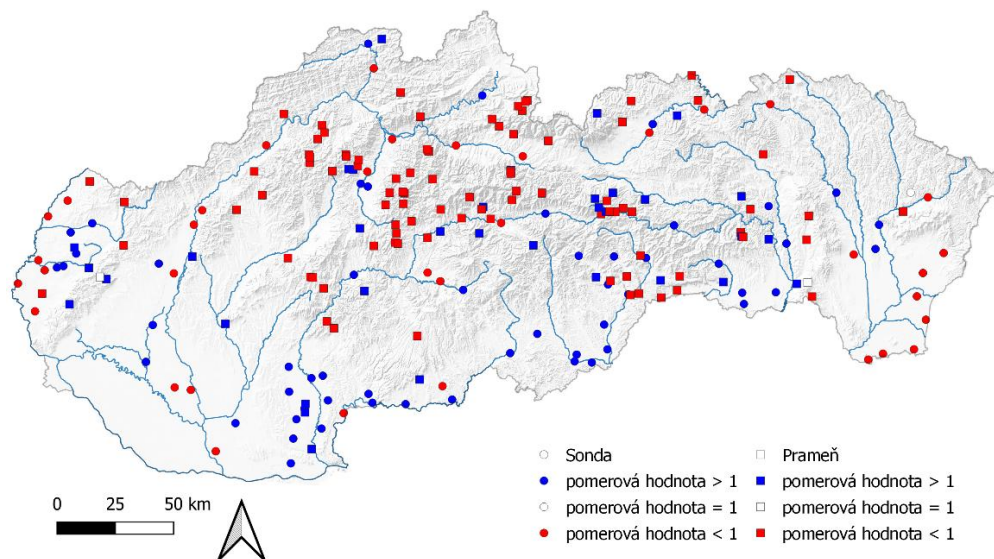 Sonda
pomerová hodnota > 1
pomerová hodnota = 1
pomerová hodnota < 1
Prameň
pomerová hodnota > 1
pomerová hodnota = 1
pomerová hodnota < 1
0 25 50 km